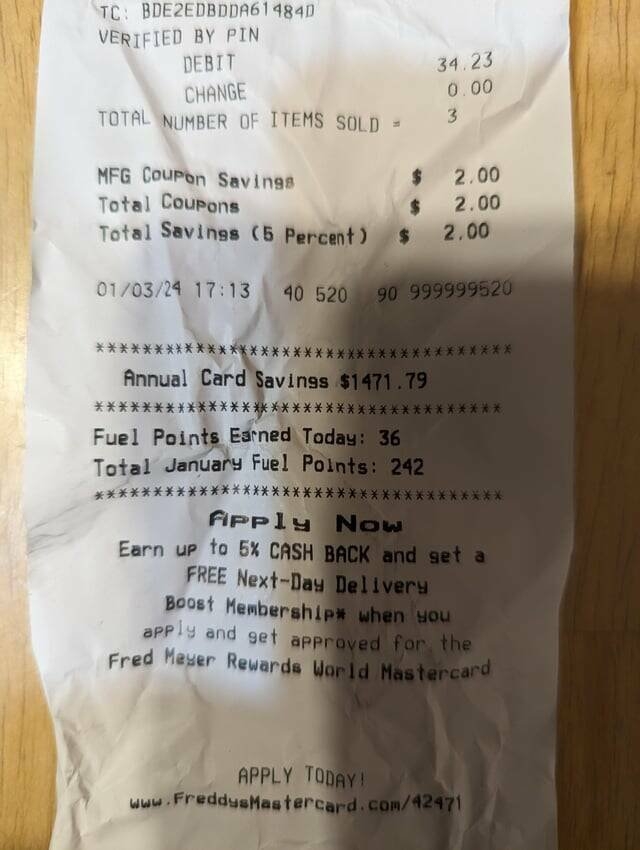 TC: BDE2EDBDDA61484D
VERIFIED BY PIN
DEBIT 34.23
CHANGE 0.00
TOTAL NUMBER OF ITEMS SOLD = 3
MFG Coupon Savings $ 2.00
Total Coupons $ 2.00
Total Savings (5 Percent) $ 2.00
01/03/24 17:13 40 520 90 999999520
********************************************
Annual Card Savings $1471.79
********************************************
Fuel Points Earned Today: 36
Total January Fuel Points: 242
********************************************
Apply Now
Earn up to 5% CASH BACK and get a
FREE Next-Day Delivery
Boost Membership* when you
apply and get approved for the
Fred Meyer Rewards World Mastercard
APPLY TODAY!
www.FreddysMastercard.com/42471